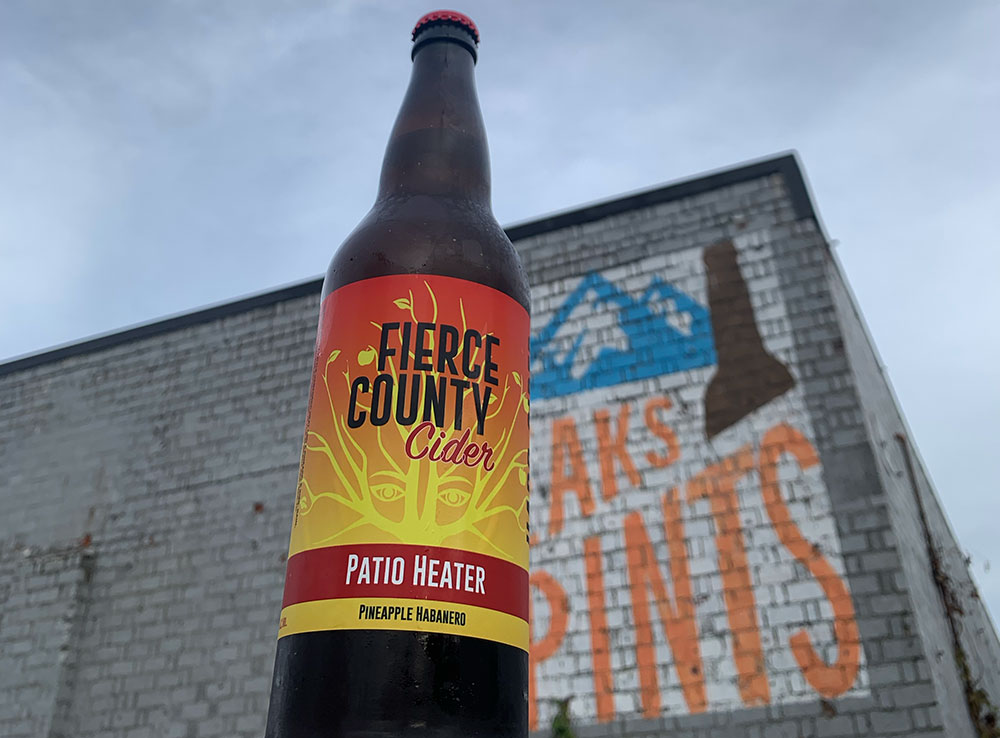 FIERCE
COUNTY
Cider
PATIO HEATER
PINEAPPLE HABANERO
AKS
PINTS